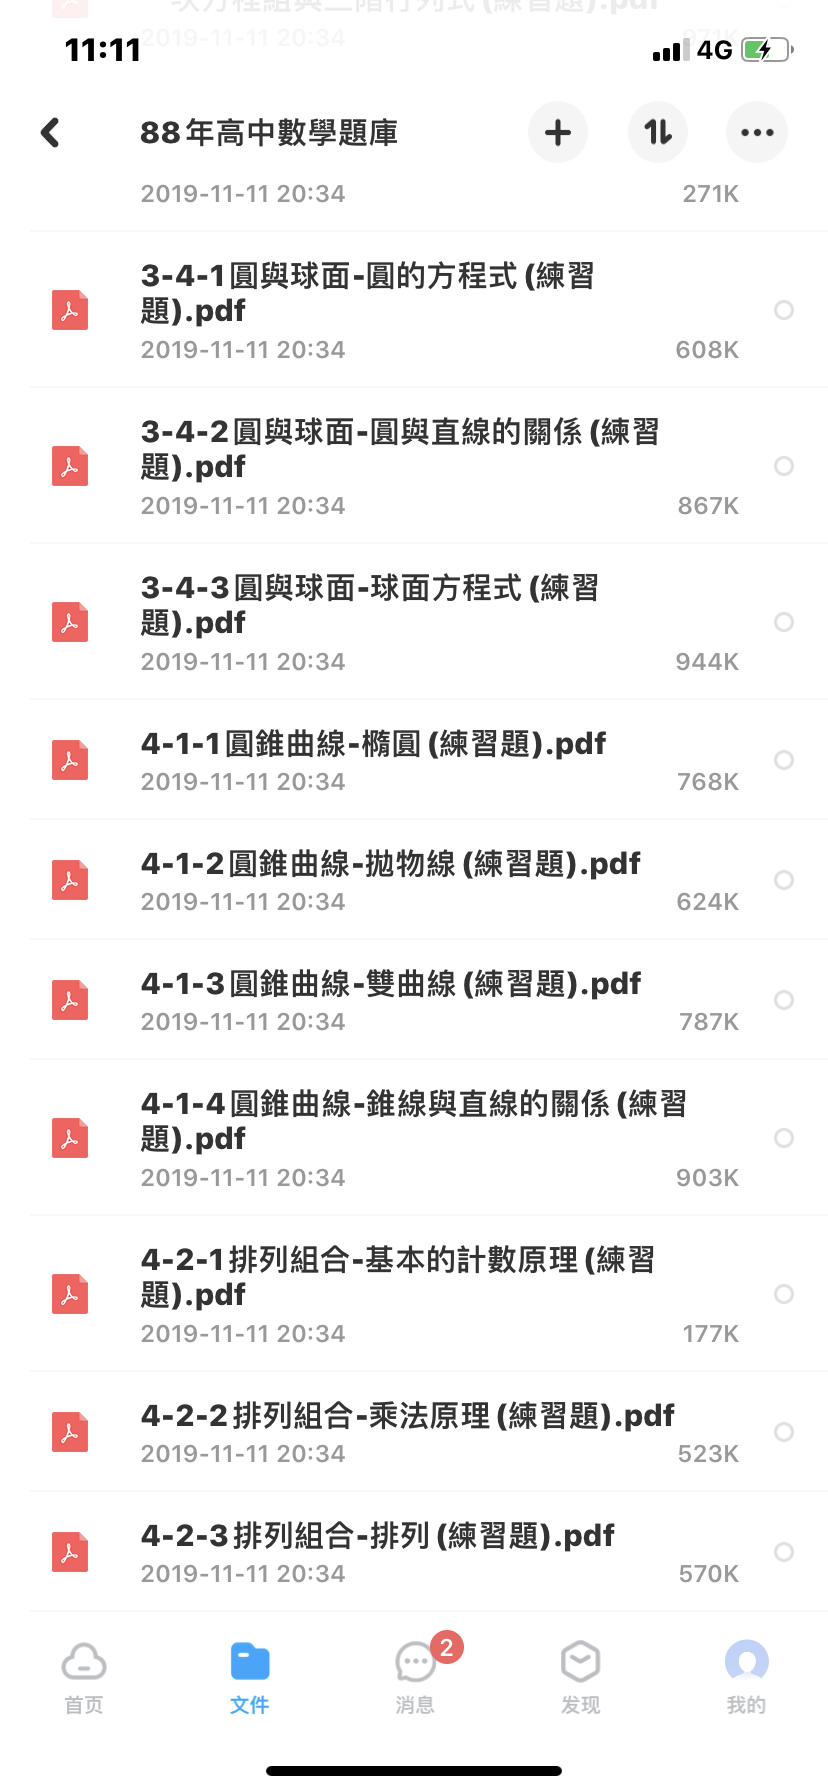 11:11
4G
88年高中數學題庫
2019-11-11 20:34
271K
3-4-1圓與球面-圓的方程式(練習
題).pdf
2019-11-11 20:34
608K
3-4-2圓與球面-圓與直線的關係(練習
題).pdf
2019-11-11 20:34
867K
3-4-3圓與球面-球面方程式(練習
題).pdf
2019-11-11 20:34
944K
4-1-1圓錐曲線-橢圓(練習題).pdf
2019-11-11 20:34
768K
4-1-2圓錐曲線-拋物線(練習題).pdf
2019-11-11 20:34
624K
4-1-3圓錐曲線-雙曲線(練習題).pdf
2019-11-11 20:34
787K
4-1-4圓錐曲線-錐線與直線的關係(練習
題).pdf
2019-11-11 20:34
903K
4-2-1排列組合-基本的計數原理(練習
題).pdf
2019-11-11 20:34
177K
4-2-2排列組合-乘法原理(練習題).pdf
2019-11-11 20:34
523K
4-2-3排列組合-排列(練習題).pdf
2019-11-11 20:34
570K
2
首页
文件
消息
发现
我的